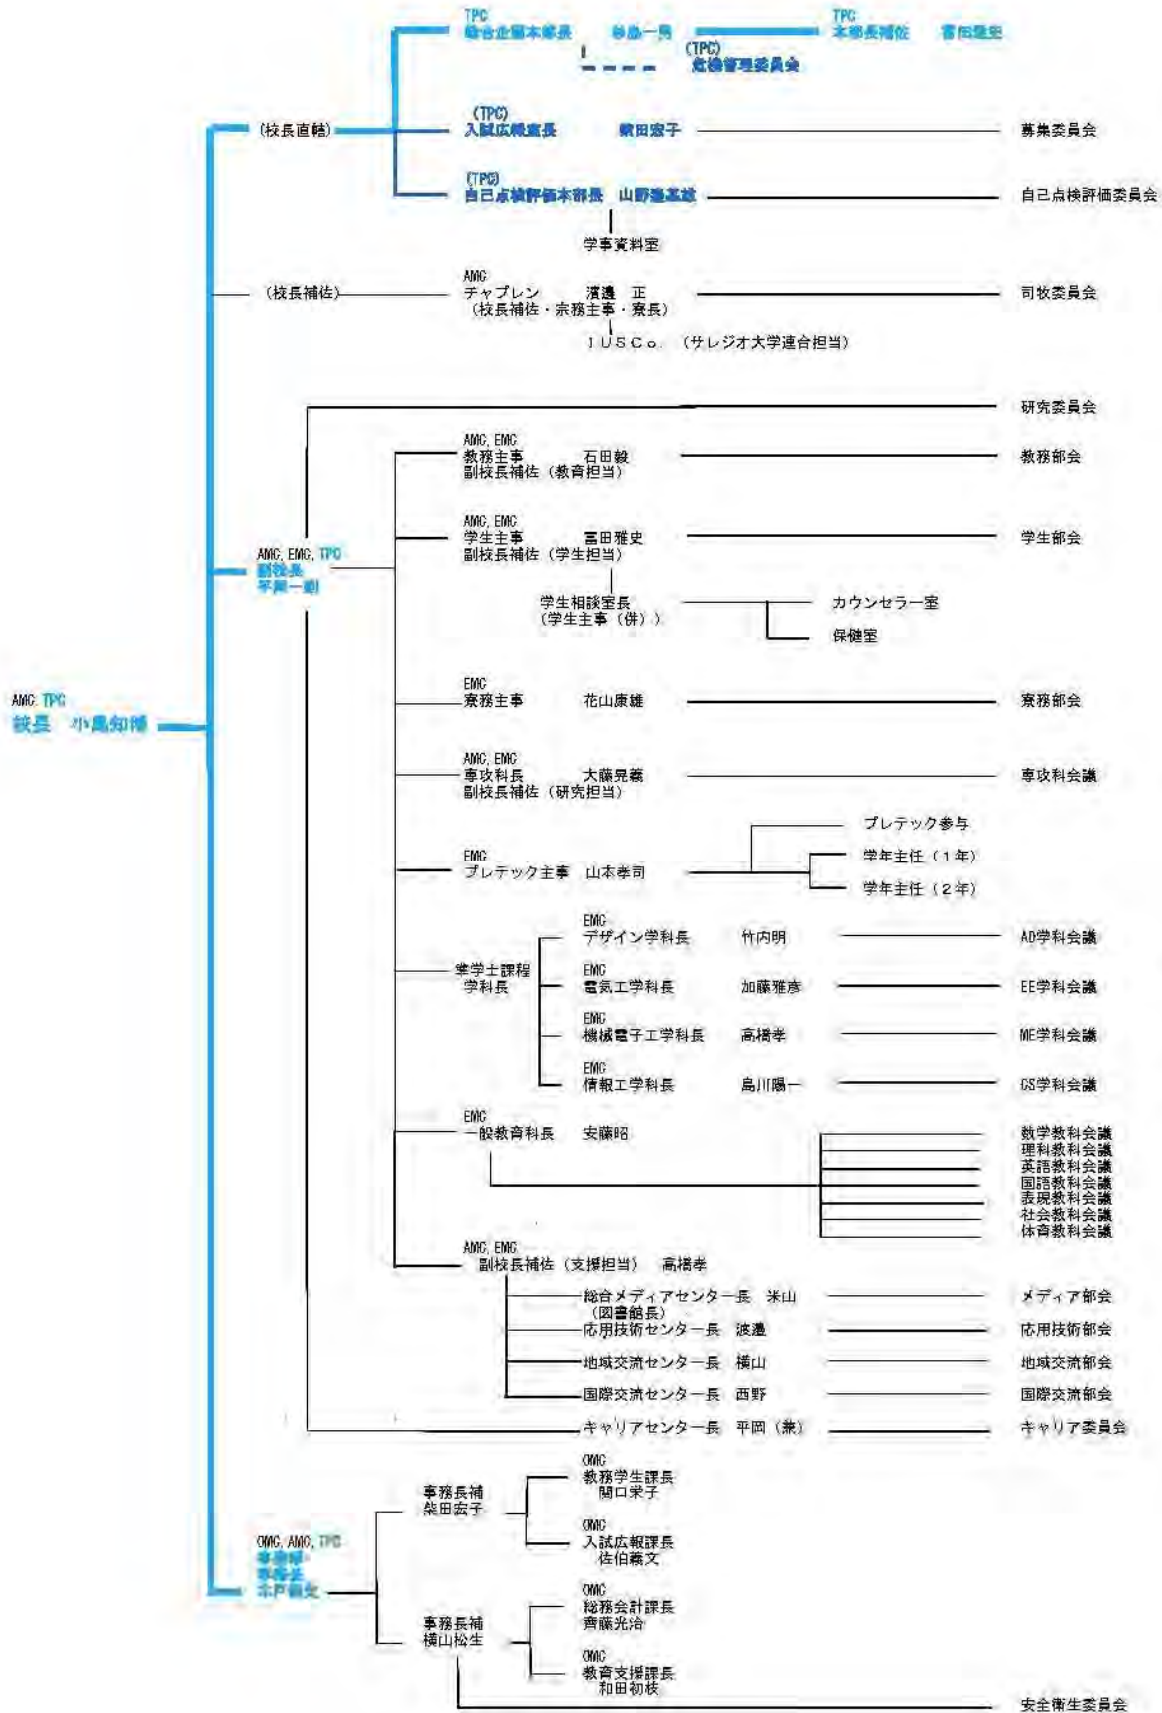 TPC
総合企画本部長
TPC
本部長補佐 富田雅史
(TPC)
危機管理委員会
(校長直轄)
(TPC)
入試広報室長 柴田宏子 募集委員会
(TPC)
自己点検評価本部長 自己点検評価委員会
学事資料室
(校長補佐)
AMC
チャプレン 濱邊 正 司牧委員会
(校長補佐・宗務主事・寮長)
IUSCo. (サレジオ大学連合担当)
研究委員会
AMC, EMC
教務主事 石田毅 教務部会
副校長補佐 (教育担当)
AMC, EMC
学生主事 冨田雅史 学生部会
副校長補佐 (学生担当)
AMC, EMC, TPC
副校長
平岡一則
学生相談室長 カウンセラー室
(学生主事 (併))
保健室
EMC
寮務主事 花山康雄 寮務部会
AMC, TPC
校長 小島知博
AMC, EMC
専攻科長 大藤晃義 専攻科会議
副校長補佐 (研究担当)
プレテック参与
EMC
プレテック主事 山本孝司
学年主任 (1年)
学年主任 (2年)
準学士課程
学科長
EMC
デザイン学科長 竹内明 AD学科会議
EMC
電気工学科長 加藤雅彦 EE学科会議
EMC
機械電子工学科長 高橋孝 ME学科会議
EMC
情報工学科長 島川陽一 CS学科会議
EMC
一般教育科長 安藤昭
数学教科会議
理科教科会議
英語教科会議
国語教科会議
表現教科会議
社会教科会議
体育教科会議
AMC, EMC
副校長補佐 (支援担当) 高橋孝
総合メディアセンター長 米山 メディア部会
(図書館長)
応用技術センター長 渡邊 応用技術部会
地域交流センター長 横山 地域交流部会
国際交流センター長 西野 国際交流部会
キャリアセンター長 平岡 (兼) キャリア委員会
OMC, AMC, TPC
事務部
事務長
事務長補
柴田宏子
OMC
教務学生課長
関口栄子
OMC
入試広報課長
佐伯義文
事務長補
横山松生
OMC
総務会計課長
齊藤光治
OMC
教育支援課長
和田初枝
安全衛生委員会